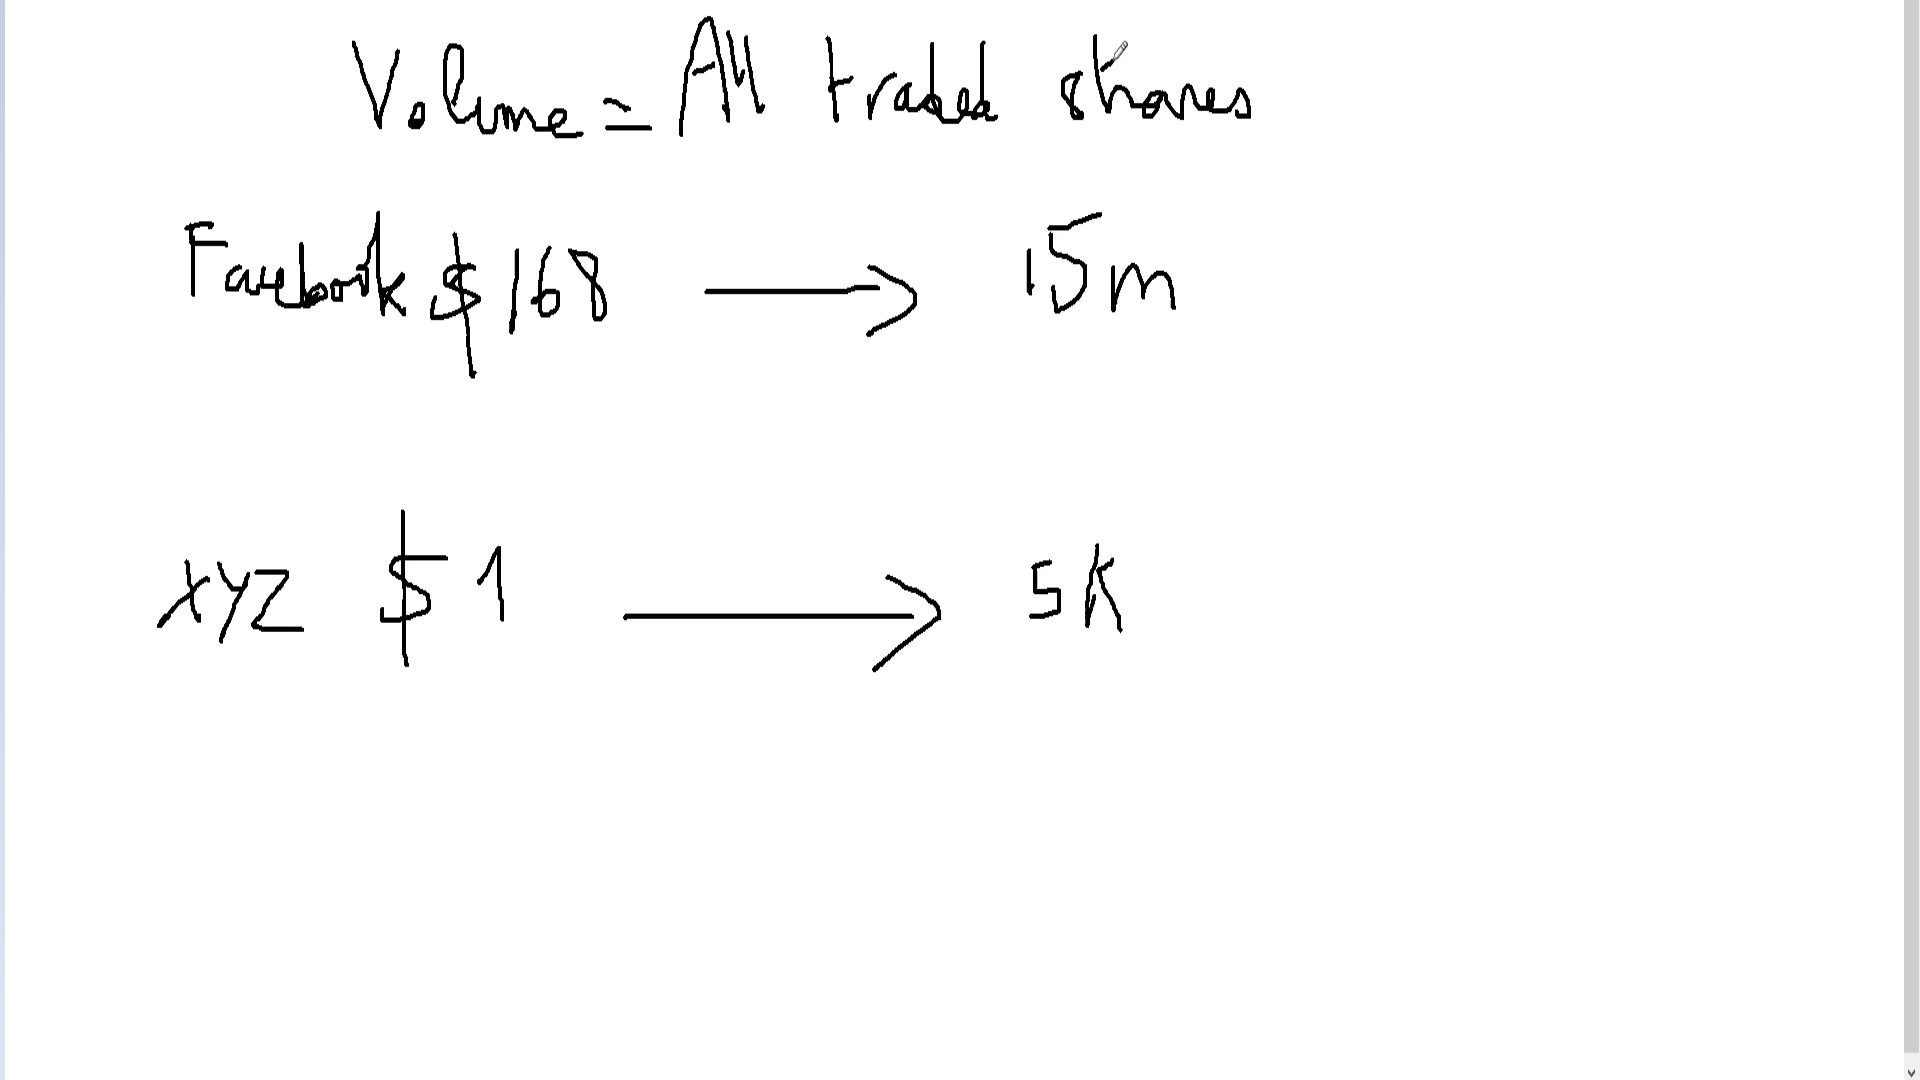 Volume = All traded shares
Facebook $168 → 15m
XYZ $1 → 5K